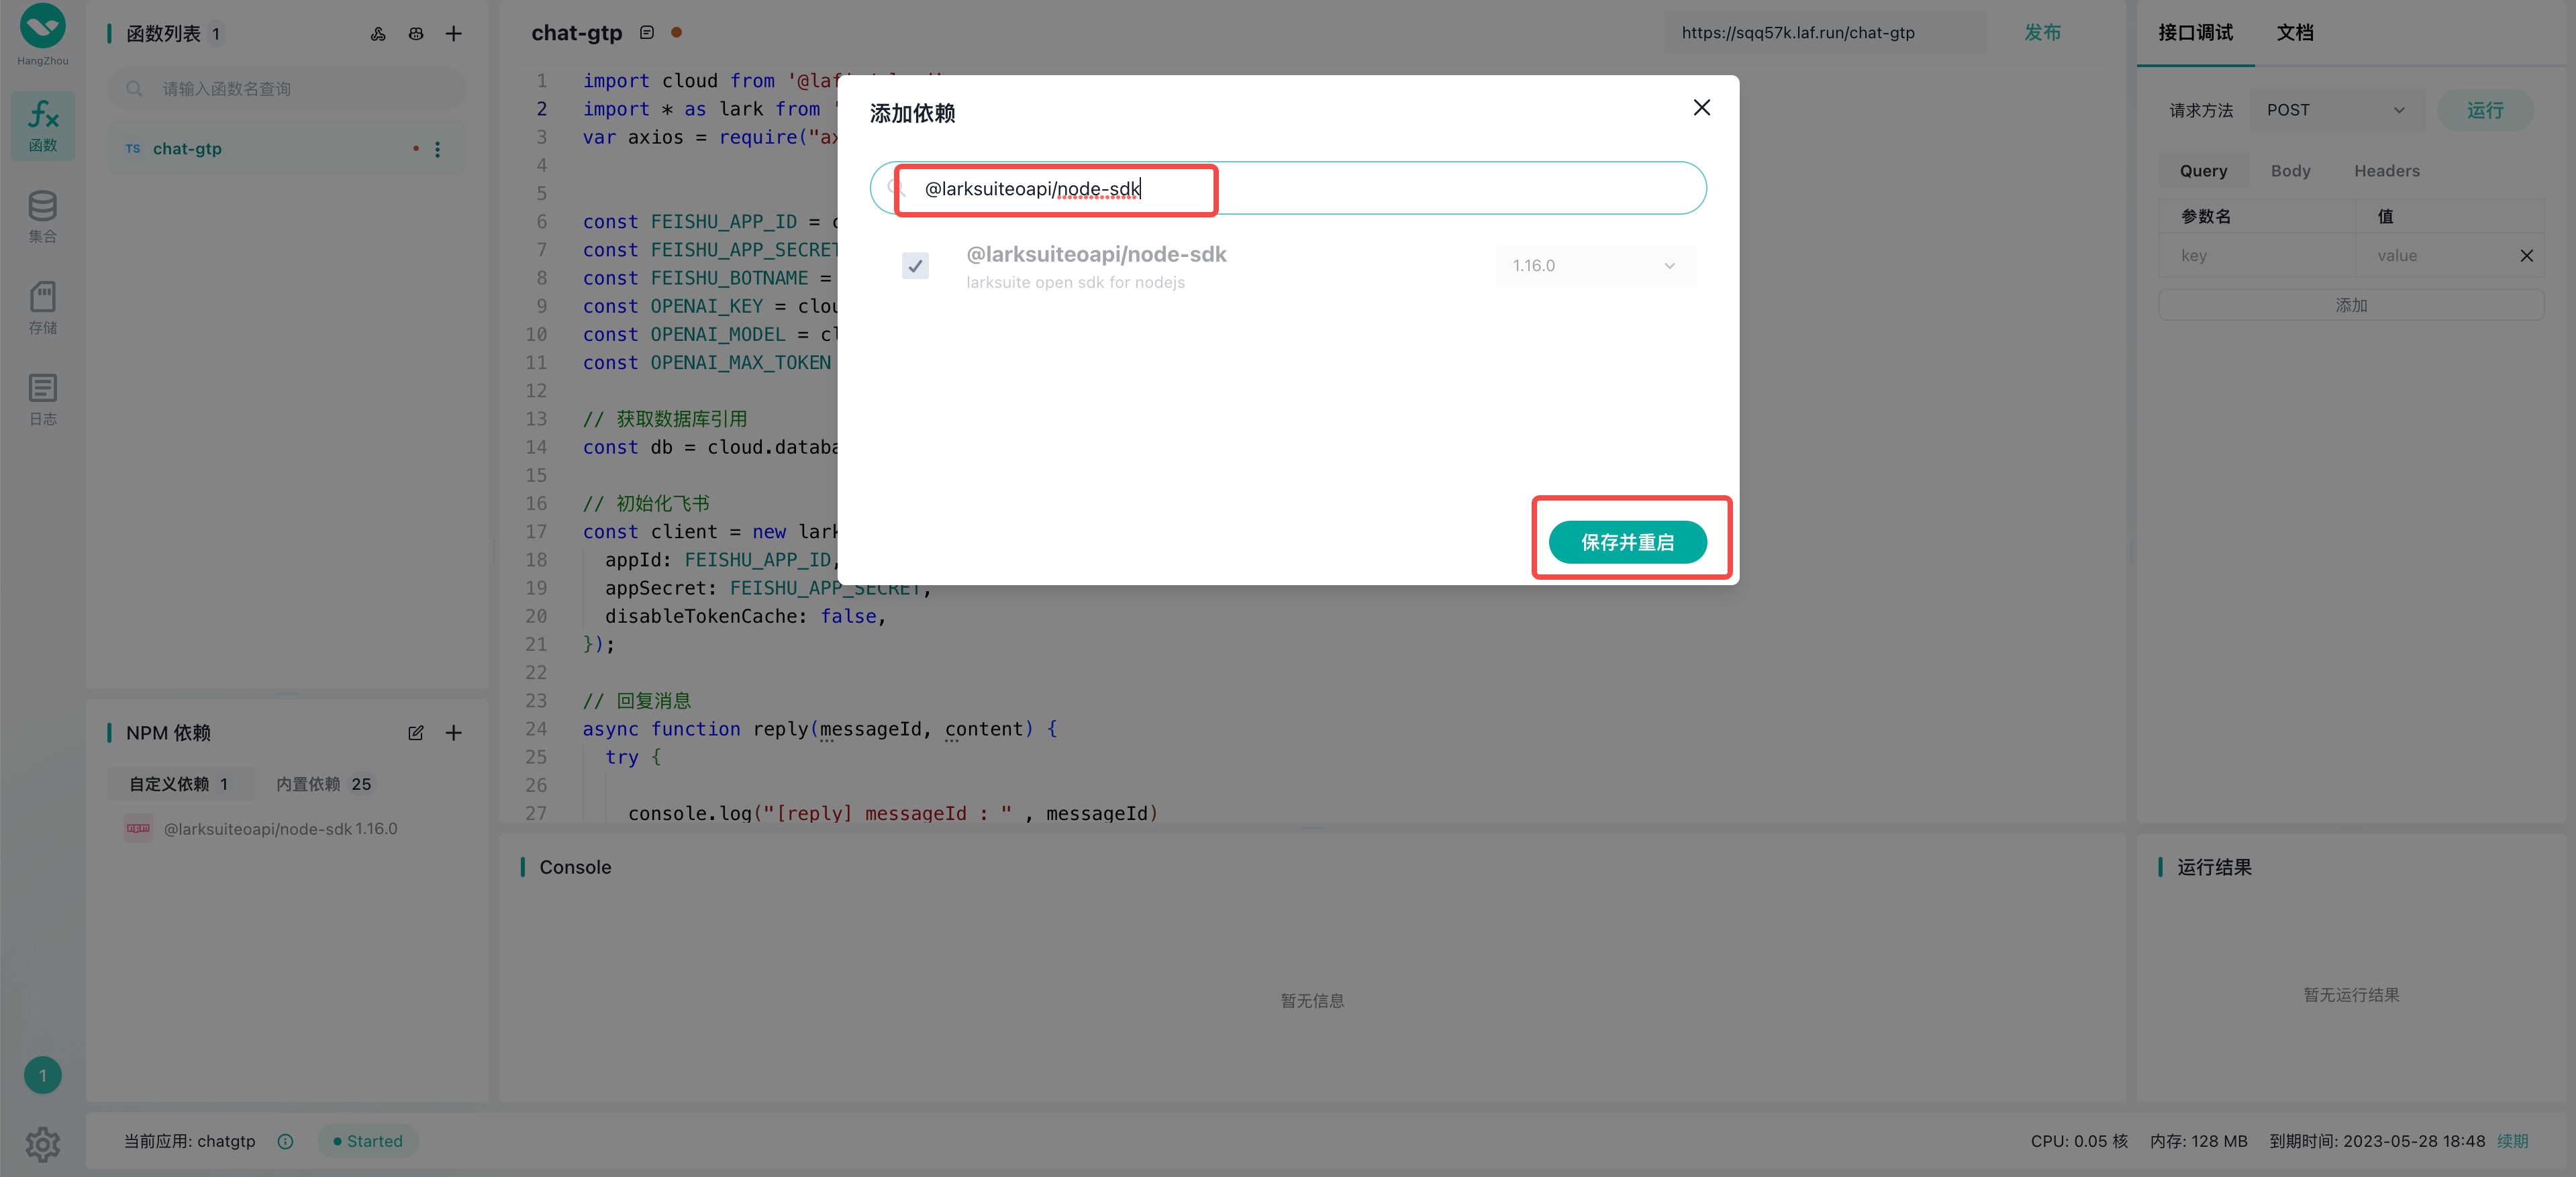 HangZhou
函数
集合
存储
日志
1
函数列表 1
请输入函数名查询
TS chat-gtp
NPM 依赖
自定义依赖 1
内置依赖 25
@larksuiteoapi/node-sdk 1.16.0
chat-gtp
https://sqq57k.laf.run/chat-gtp
发布
1 import cloud from '@laf
2 import * as lark from '
3 var axios = require("ax
4
5
6 const FEISHU_APP_ID = c
7 const FEISHU_APP_SECRET
8 const FEISHU_BOTNAME =
9 const OPENAI_KEY = clou
10 const OPENAI_MODEL = cl
11 const OPENAI_MAX_TOKEN
12
13 // 获取数据库引用
14 const db = cloud.databa
15
16 // 初始化飞书
17 const client = new lark
18 appId: FEISHU_APP_ID,
19 appSecret: FEISHU_APP_SECRET,
20 disableTokenCache: false,
21 });
22
23 // 回复消息
24 async function reply(messageId, content) {
25 try {
26
27 console.log("[reply] messageId : " , messageId)
添加依赖
@larksuiteoapi/node-sdk
@larksuiteoapi/node-sdk
larksuite open sdk for nodejs
1.16.0
保存并重启
Console
暂无信息
接口调试 文档
请求方法 POST 运行
Query Body Headers
参数名 值
key value
添加
运行结果
暂无运行结果
当前应用: chatgtp
Started
CPU: 0.05 核 内存: 128 MB 到期时间: 2023-05-28 18:48 续期